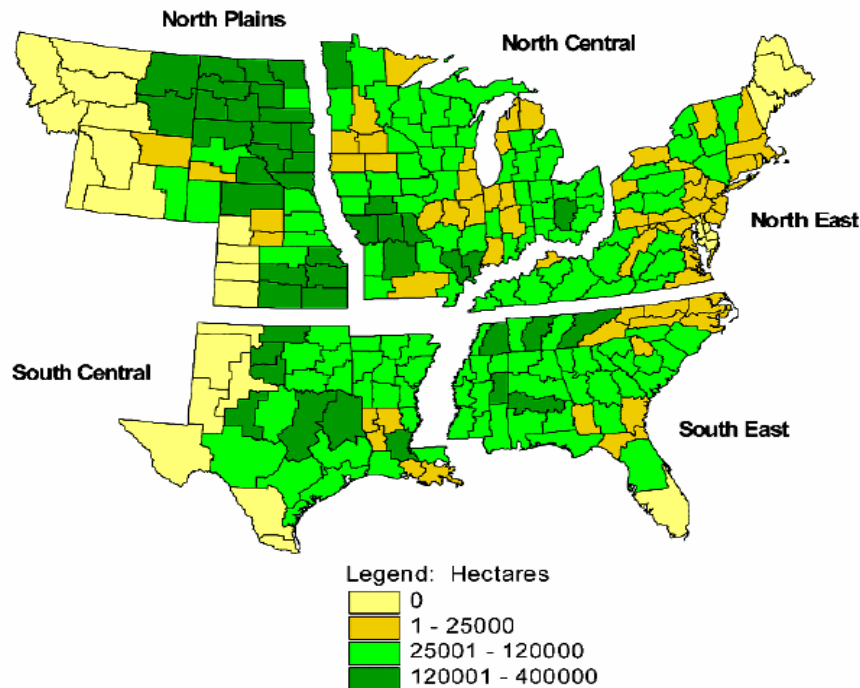 North Plains
North Central
North East
South Central
South East
Legend: Hectares
0
1 - 25000
25001 - 120000
120001 - 400000